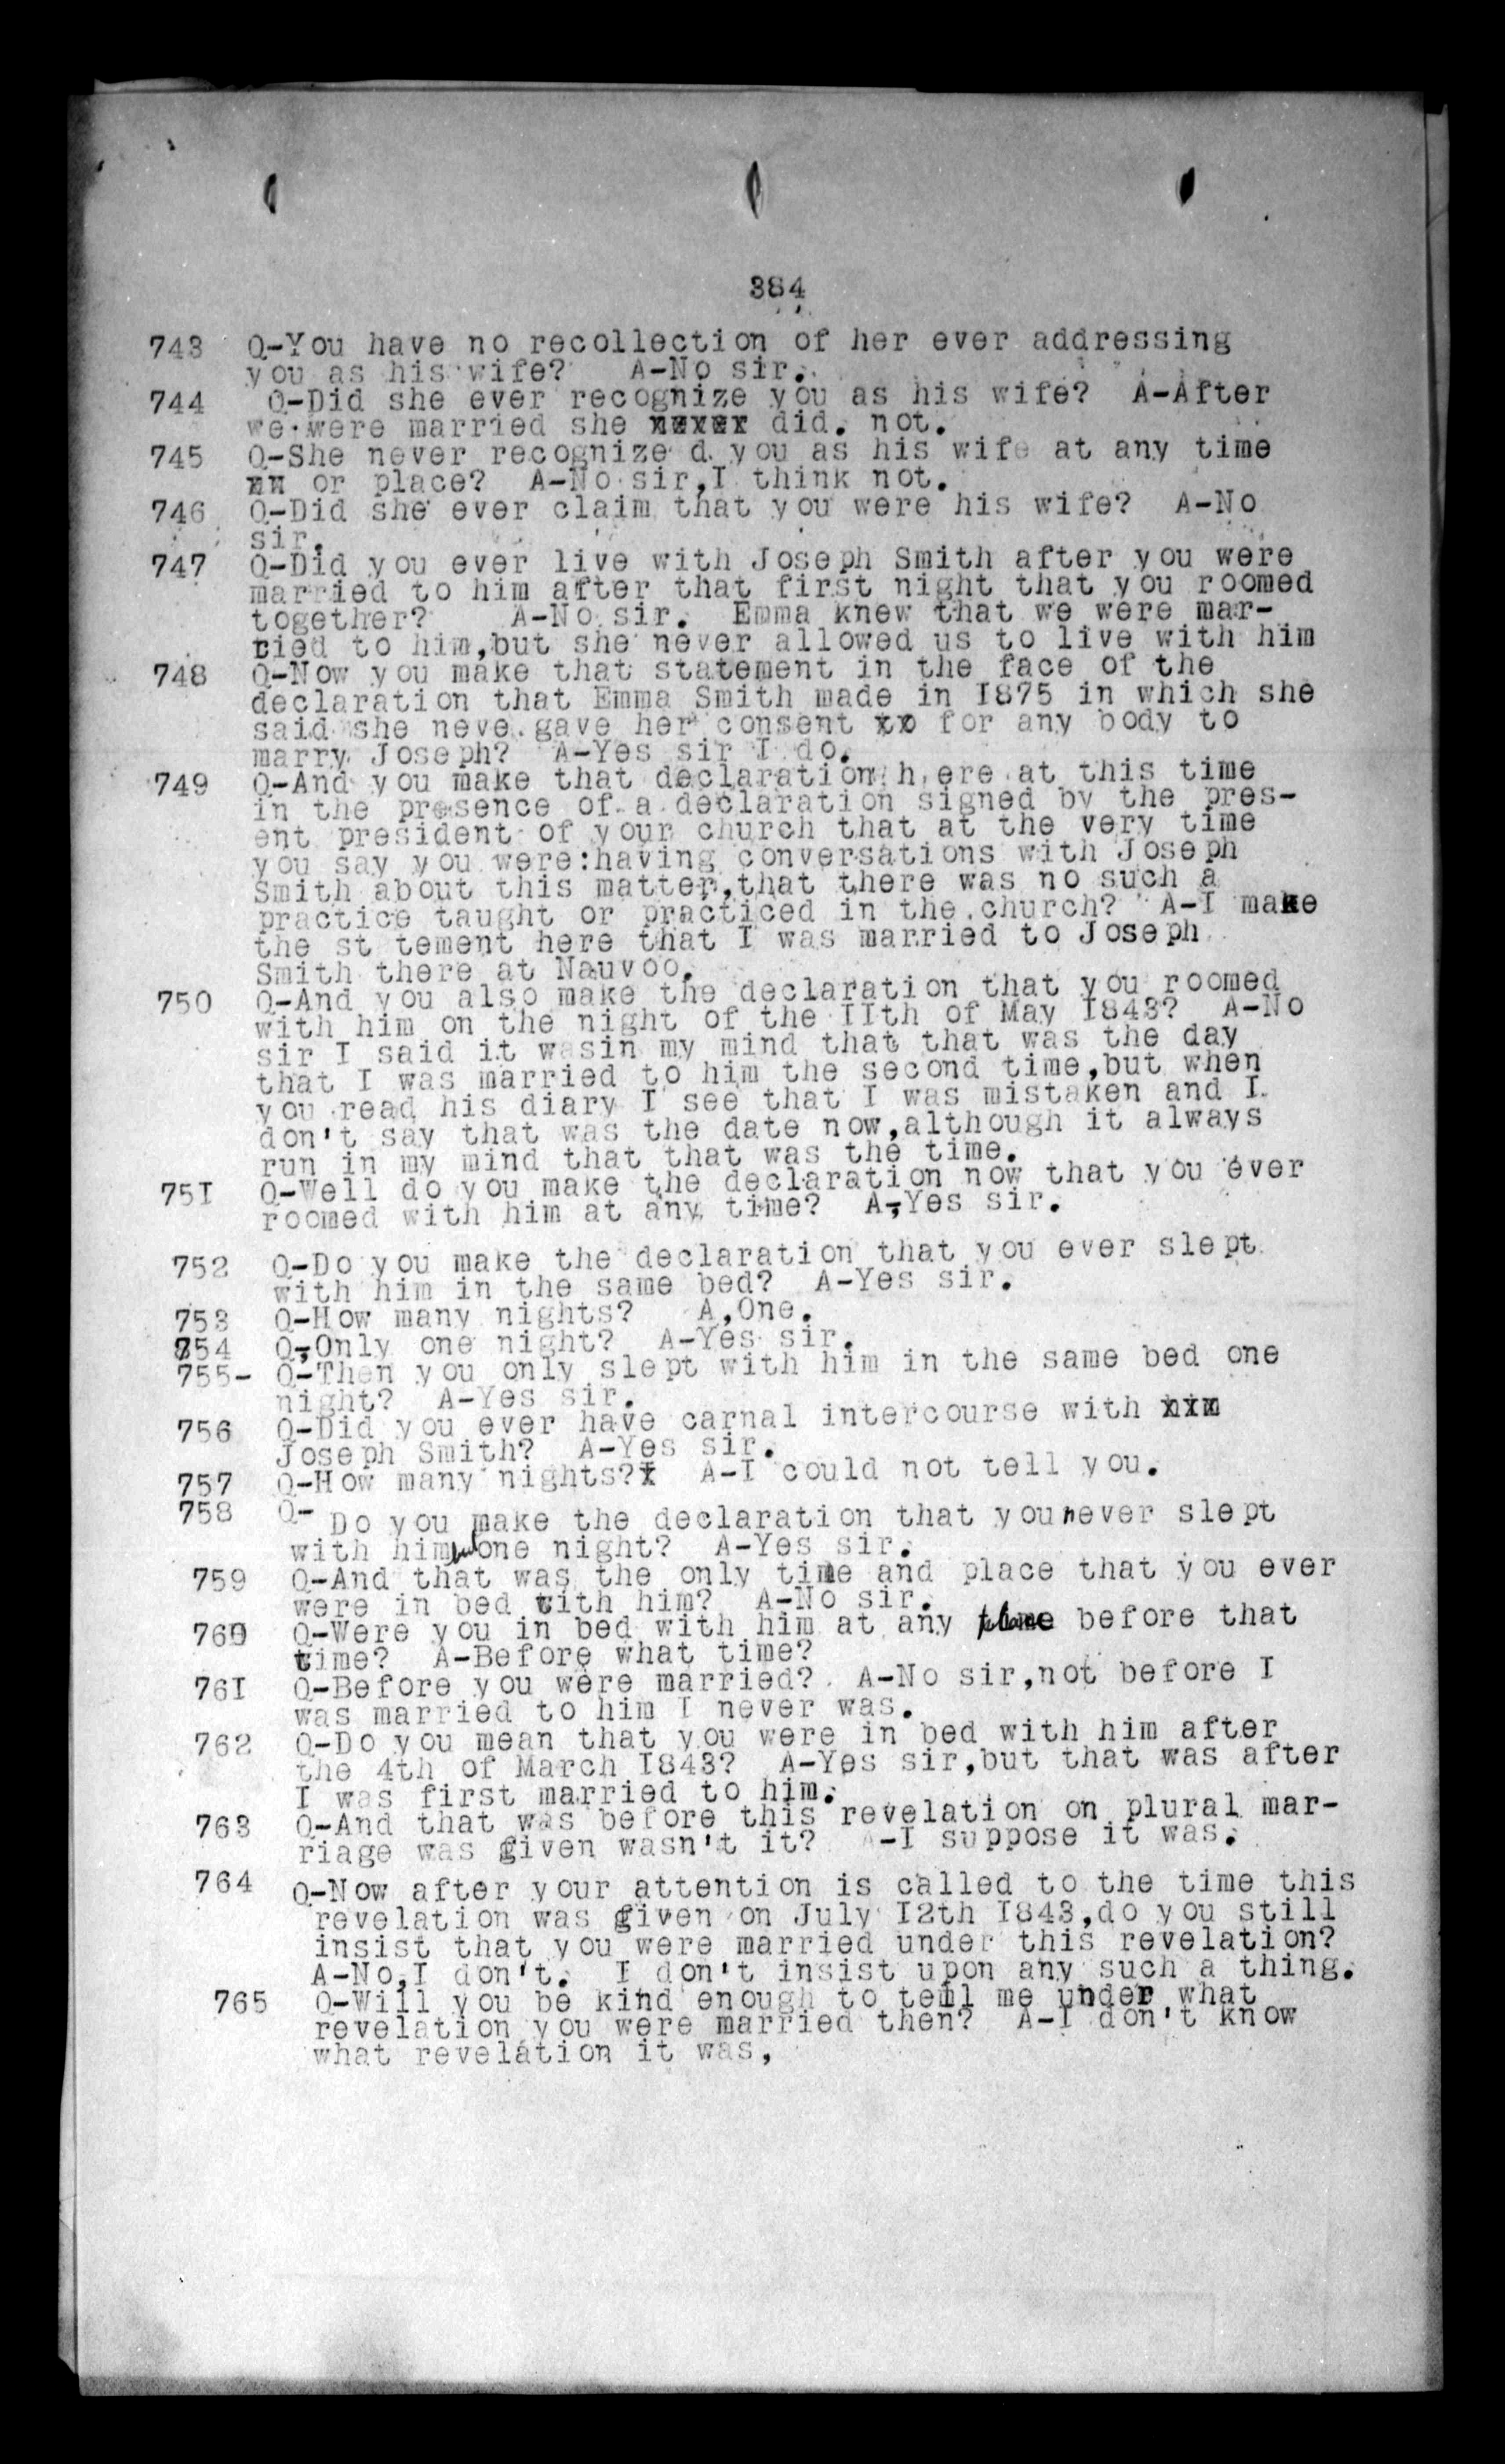 384
743 Q-You have no recollection of her ever addressing
you as his wife? A-No sir.
744 Q-Did she ever recognize you as his wife? A-After
we were married she never did. not.
745 Q-She never recognize d you as his wife at any time
xx or place? A-No sir,I think not.
746 Q-Did she ever claim that you were his wife? A-No
sir.
747 Q-Did you ever live with Joseph Smith after you were
married to him after that first night that you roomed
together? A-No sir. Emma knew that we were mar-
ried to him,but she never allowed us to live with him
748 Q-Now you make that statement in the face of the
declaration that Emma Smith made in I875 in which she
said she neve gave her consent to for any body to
marry Joseph? A-Yes sir I do.
749 Q-And you make that declaration h ere at this time
in the presence of a declaration signed by the pres-
ent president of your church that at the very time
you say you were:having conversations with Joseph
Smith about this matter,that there was no such a
practice taught or practiced in the church? A-I make
the st tement here that I was married to Joseph
Smith there at Nauvoo.
750 Q-And you also make the declaration that you roomed
with him on the night of the IIth of May I843? A-No
sir I said it wasin my mind that that was the day
that I was married to him the second time,but when
you read his diary I see that I was mistaken and I
don't say that was the date now,although it always
run in my mind that that was the time.
75I Q-Well do you make the declaration now that you ever
roomed with him at any time? A-Yes sir.
752 Q-Do you make the declaration that you ever slept
with him in the same bed? A-Yes sir.
753 Q-How many nights? A,One.
754 Q-Only one night? A-Yes sir.
755- Q-Then you only slept with him in the same bed one
night? A-Yes sir.
756 Q-Did you ever have carnal intercourse with him
Joseph Smith? A-Yes sir.
757 Q-How many nights? A-I could not tell you.
758 Q- Do you make the declaration that you never slept
with him but one night? A-Yes sir.
759 Q-And that was the only time and place that you ever
were in bed with him? A-No sir.
760 Q-Were you in bed with him at any time before that
time? A-Before what time?
76I Q-Before you were married? A-No sir,not before I
was married to him I never was.
762 Q-Do you mean that you were in bed with him after
the 4th of March I843? A-Yes sir,but that was after
I was first married to him.
763 Q-And that was before this revelation on plural mar-
riage was given wasn't it? A-I suppose it was.
764 Q-Now after your attention is called to the time this
revelation was given on July I2th I843,do you still
insist that you were married under this revelation?
A-No,I don't. I don't insist upon any such a thing.
765 Q-Will you be kind enough to tell me under what
revelation you were married then? A-I don't know
what revelation it was,